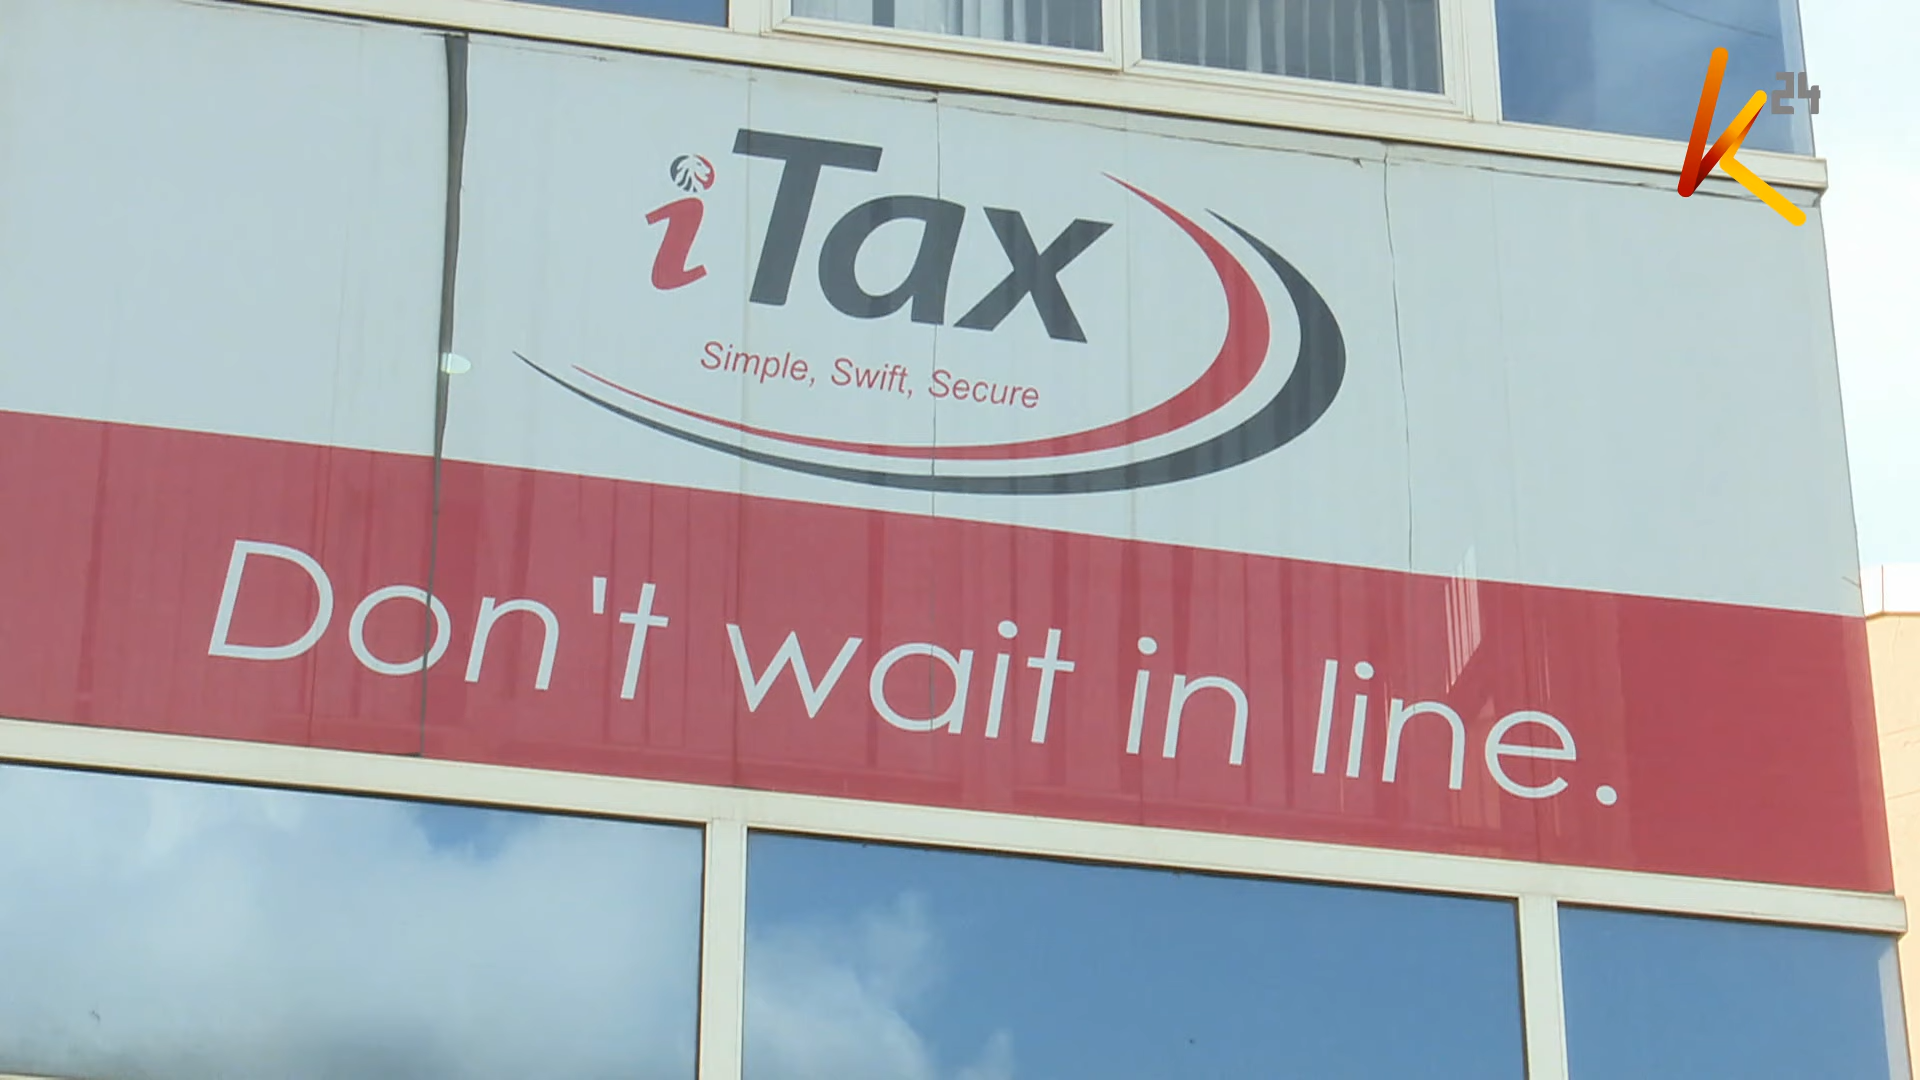 K24
iTax
Simple, Swift, Secure
Don't wait in line.